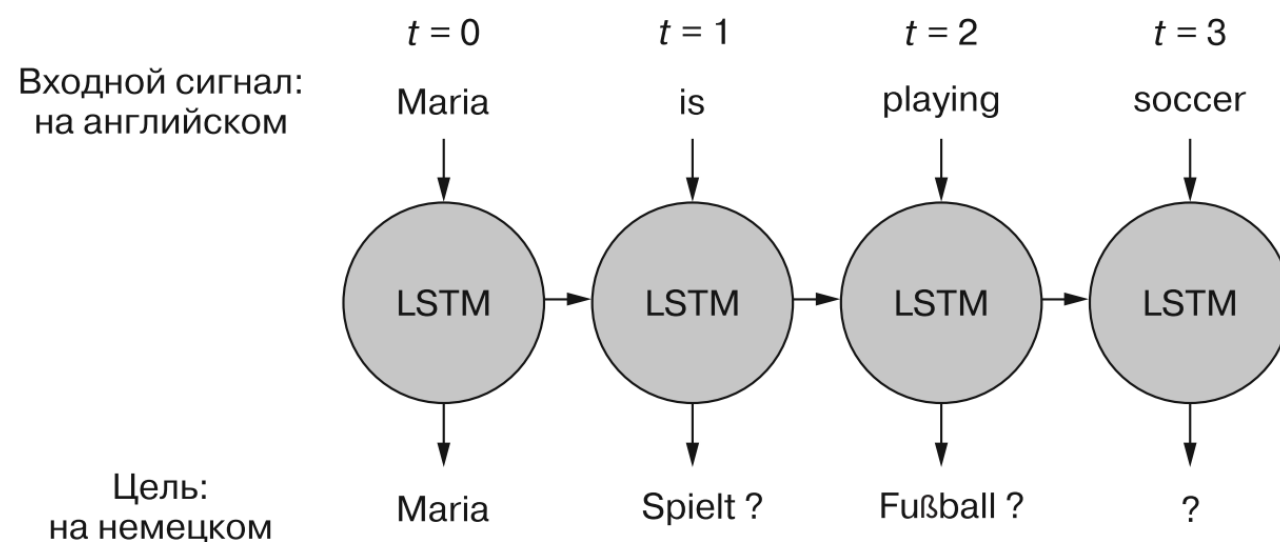 t = 0 t = 1 t = 2 t = 3
Входной сигнал:
на английском
Maria is playing soccer
LSTM LSTM LSTM LSTM
Цель:
на немецком
Maria Spielt ? Fußball ? ?